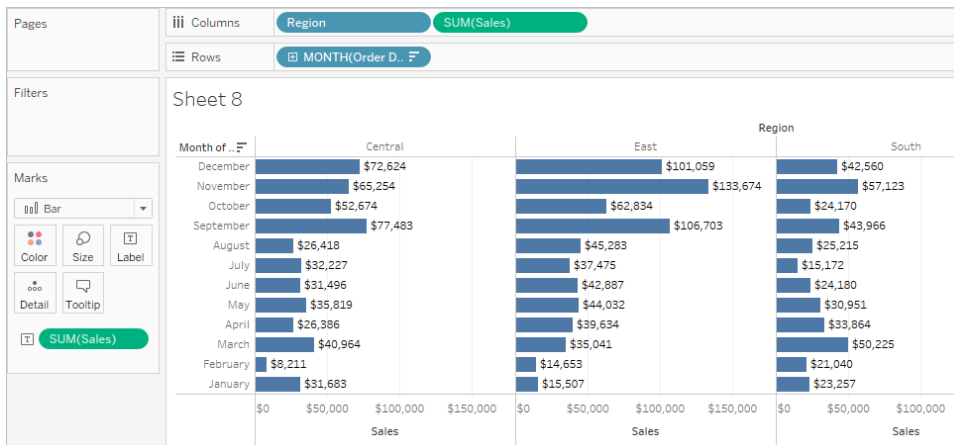 Pages
Columns Region SUM(Sales)
Rows MONTH(Order D..
Filters
Sheet 8
Region
Month of .. Central East South
December $72,624 $101,059 $42,560
Marks
November $65,254 $133,674 $57,123
Bar
October $52,674 $62,834 $24,170
September $77,483 $106,703 $43,966
Color Size Label
August $26,418 $45,283 $25,215
July $32,227 $37,475 $15,172
June $31,496 $42,887 $24,180
Detail Tooltip
May $35,819 $44,032 $30,951
April $26,386 $39,634 $33,864
SUM(Sales)
March $40,964 $35,041 $50,225
February $8,211 $14,653 $21,040
January $31,683 $15,507 $23,257
$0 $50,000 $100,000 $150,000 $0 $50,000 $100,000 $150,000 $0 $50,000 $100,000
Sales Sales Sales